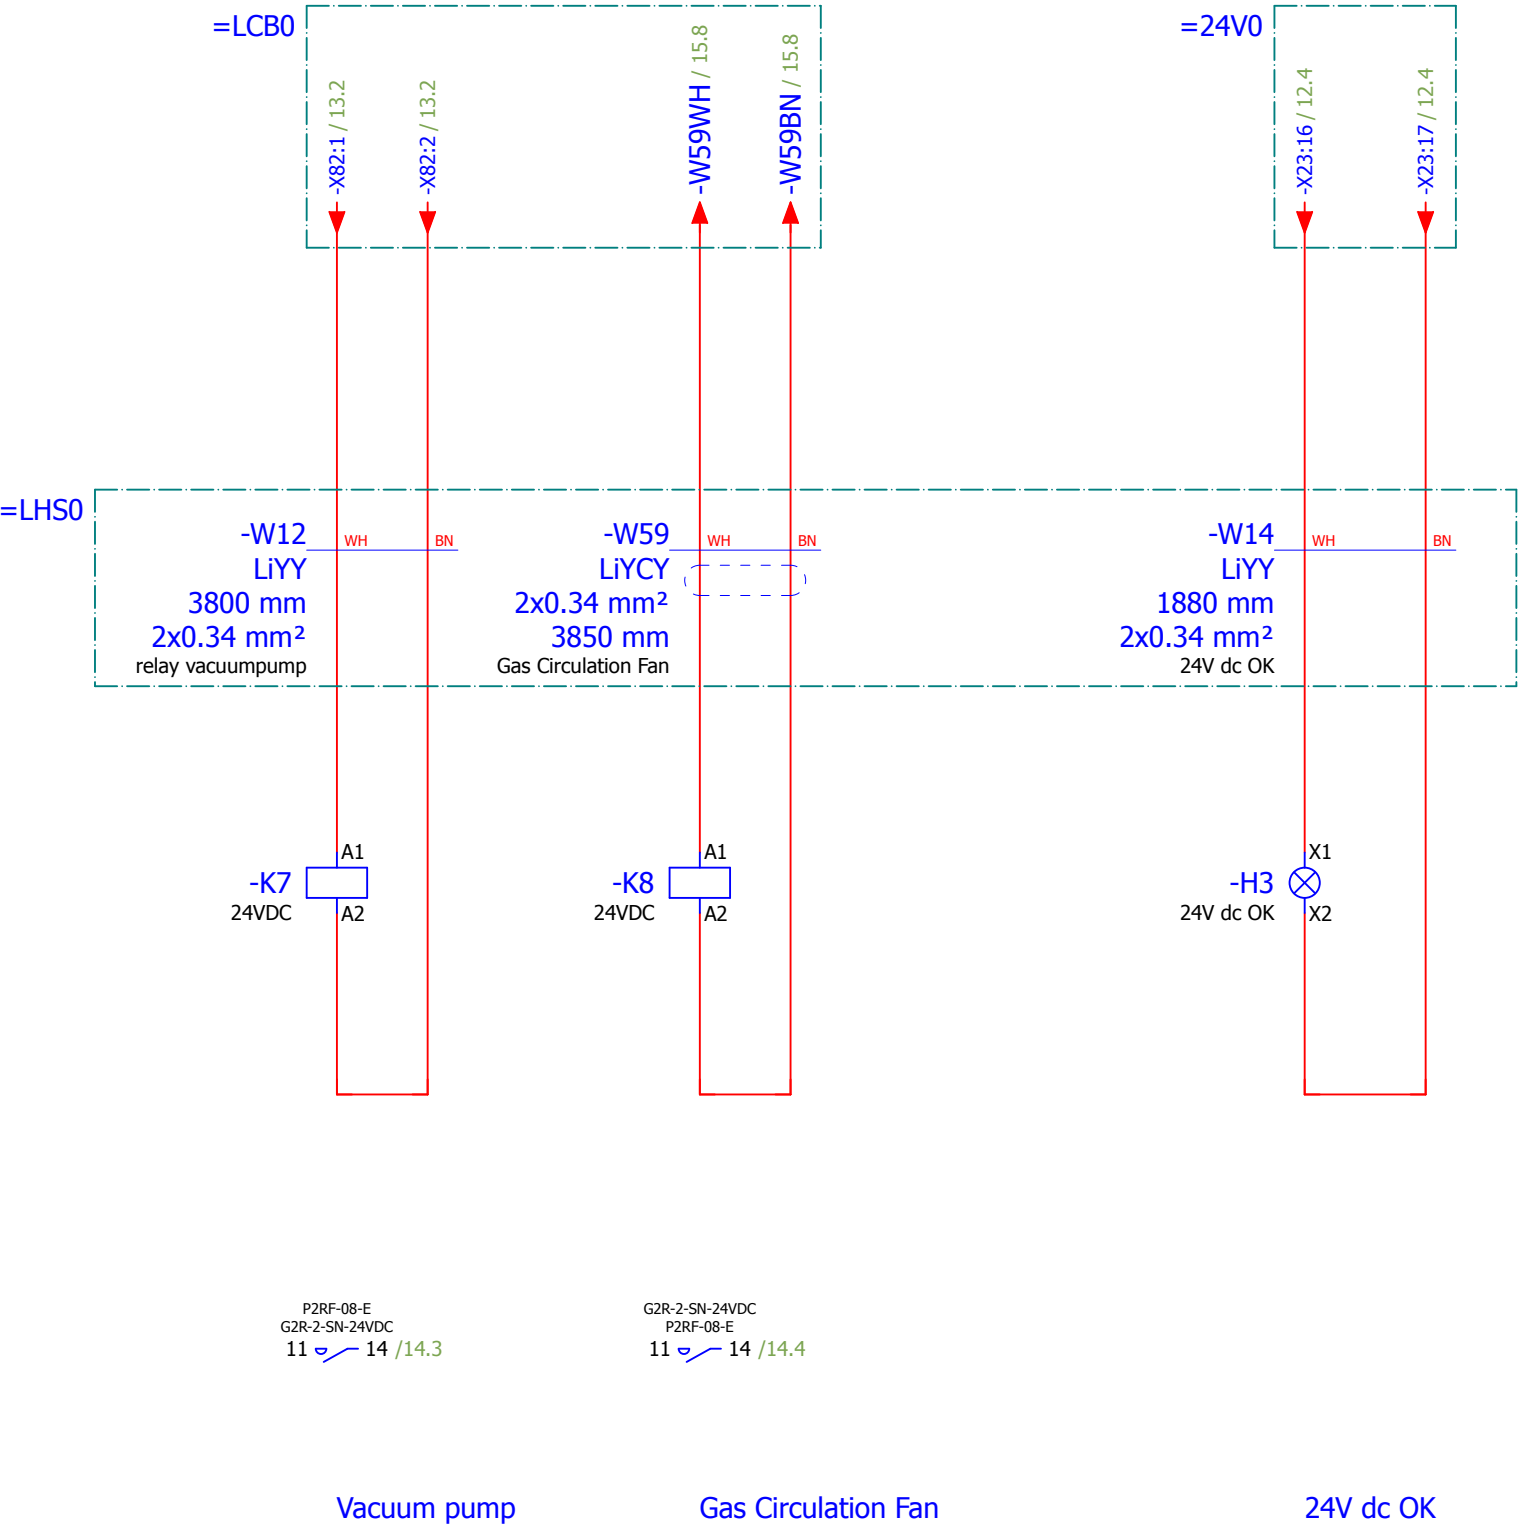 =LCB0
=24V0
-X82:1 / 13.2
-X82:2 / 13.2
-W59WH / 15.8
-W59BN / 15.8
-X23:16 / 12.4
-X23:17 / 12.4
=LHS0
-W12
WH
BN
LiYY
3800 mm
2x0.34 mm²
relay vacuumpump
-W59
WH
BN
LiYCY
2x0.34 mm²
3850 mm
Gas Circulation Fan
-W14
WH
BN
LiYY
1880 mm
2x0.34 mm²
24V dc OK
A1
-K7
24VDC
A2
A1
-K8
24VDC
A2
X1
-H3
24V dc OK
X2
P2RF-08-E
G2R-2-SN-24VDC
11 14 /14.3
G2R-2-SN-24VDC
P2RF-08-E
11 14 /14.4
Vacuum pump
Gas Circulation Fan
24V dc OK